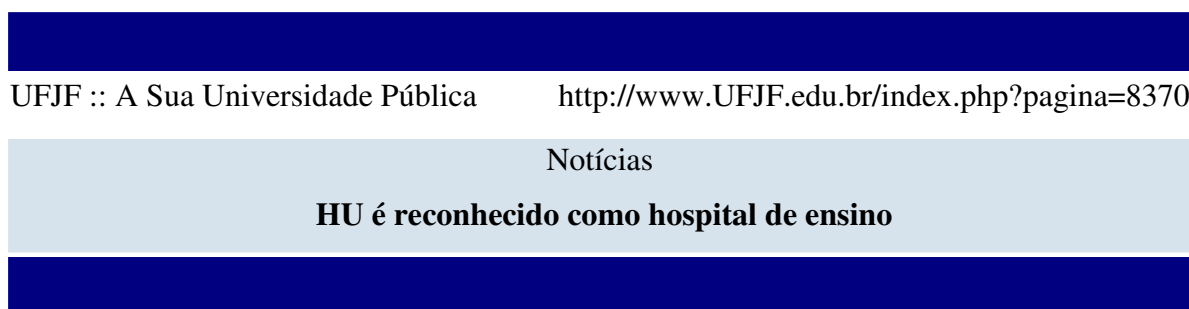 UFJF :: A Sua Universidade Pública http://www.UFJF.edu.br/index.php?pagina=8370
Notícias
HU é reconhecido como hospital de ensino